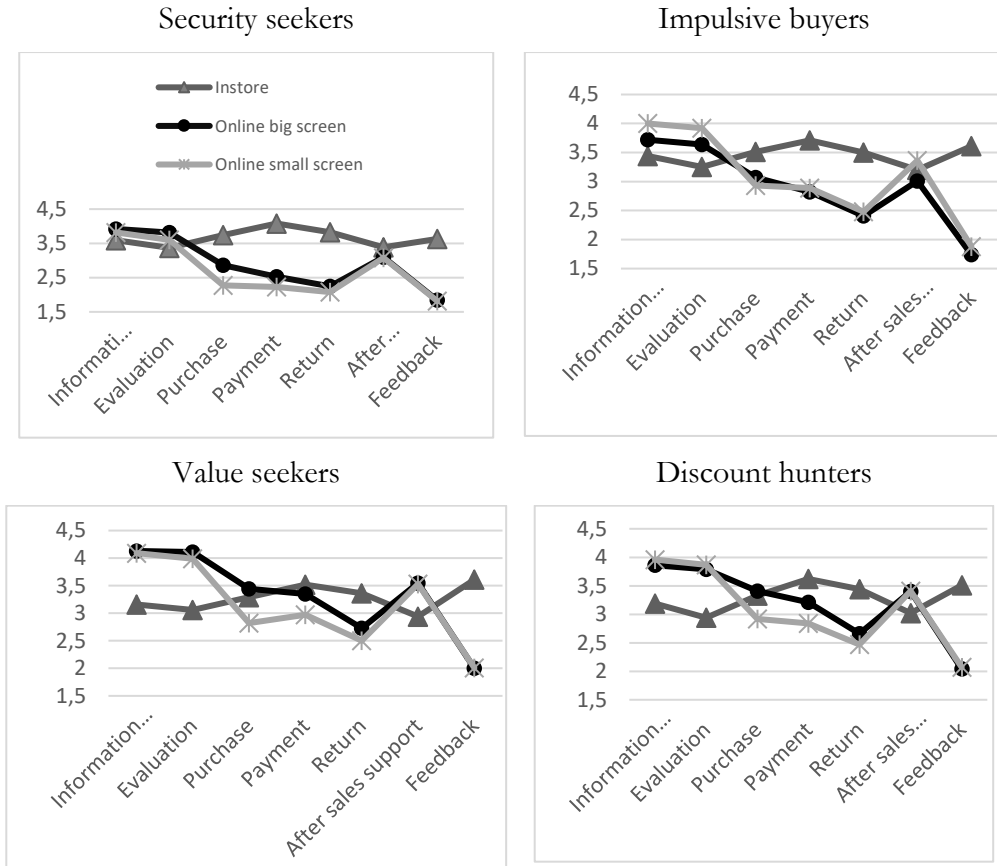 Security seekers
Instore
Online big screen
Online small screen
4,5
3,5
2,5
1,5
Informati...
Evaluation
Purchase
Payment
Return
After...
Feedback
Impulsive buyers
4,5
4
3,5
3
2,5
2
1,5
Information...
Evaluation
Purchase
Payment
Return
After sales...
Feedback
Value seekers
4,5
4
3,5
3
2,5
2
1,5
Information...
Evaluation
Purchase
Payment
Return
After sales support
Feedback
Discount hunters
4,5
4
3,5
3
2,5
2
1,5
Information...
Evaluation
Purchase
Payment
Return
After sales...
Feedback